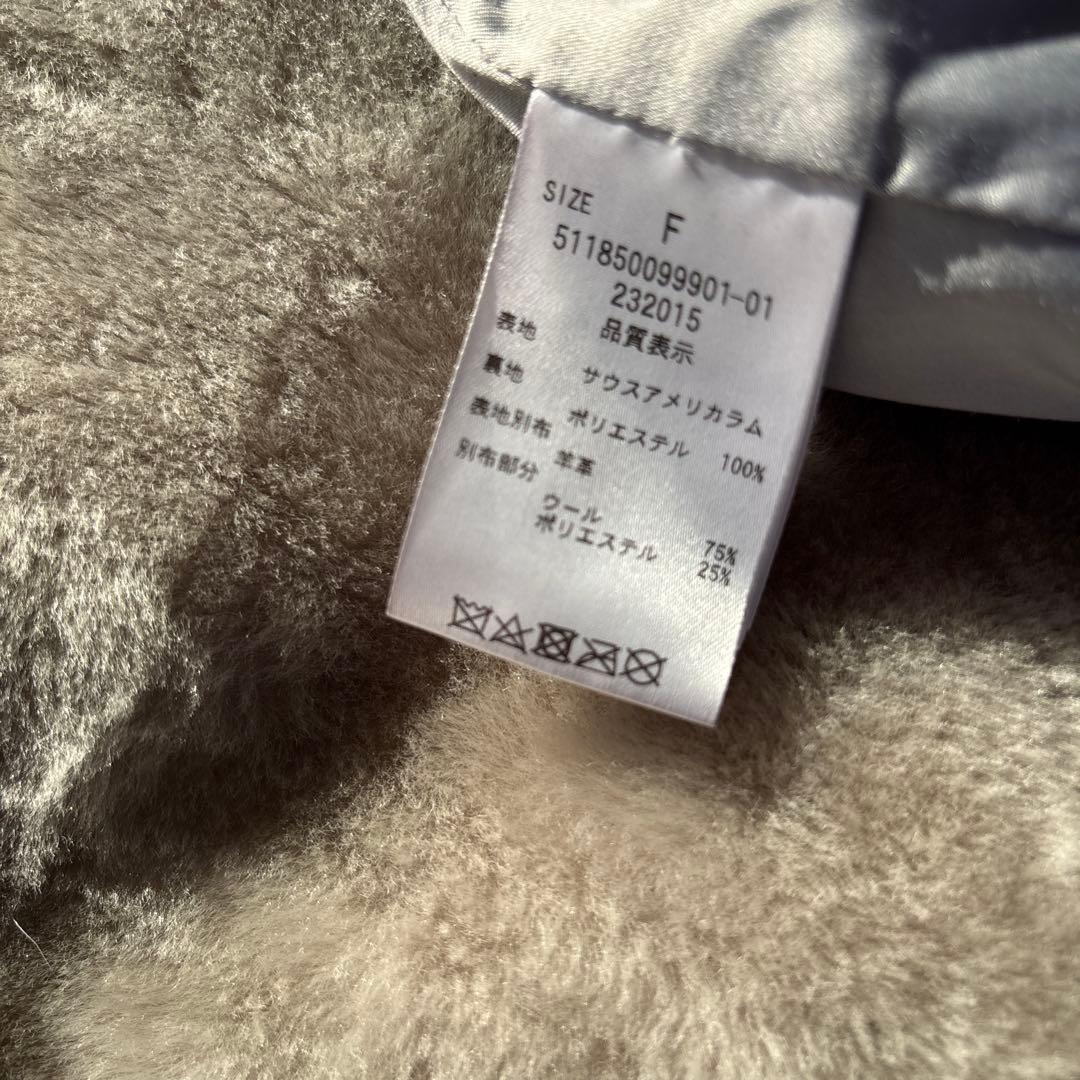 SIZE F
511850099901-01
232015
品質表示
表地 サウスアメリカラム
裏地 ポリエステル 100%
表地別布 羊革
別布部分
ウール 75%
ポリエステル 25%